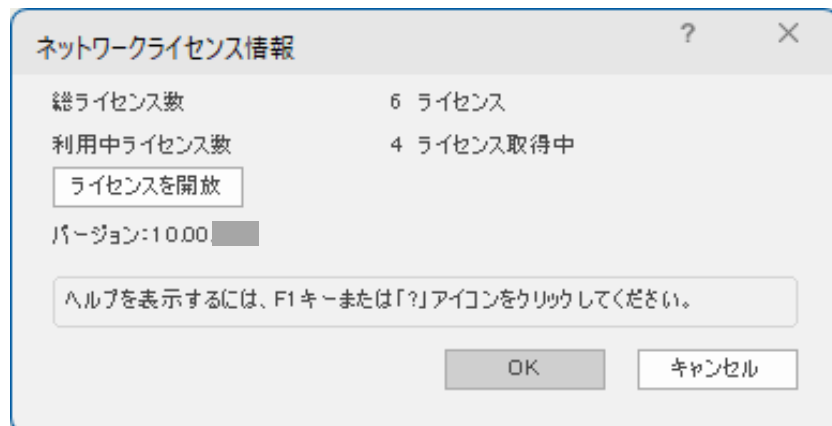 ネットワークライセンス情報 ?
総ライセンス数 6 ライセンス
利用中ライセンス数 4 ライセンス取得中
ライセンスを開放
バージョン:10.00.
ヘルプを表示するには、F1キーまたは「?」アイコンをクリックしてください。
OK キャンセル